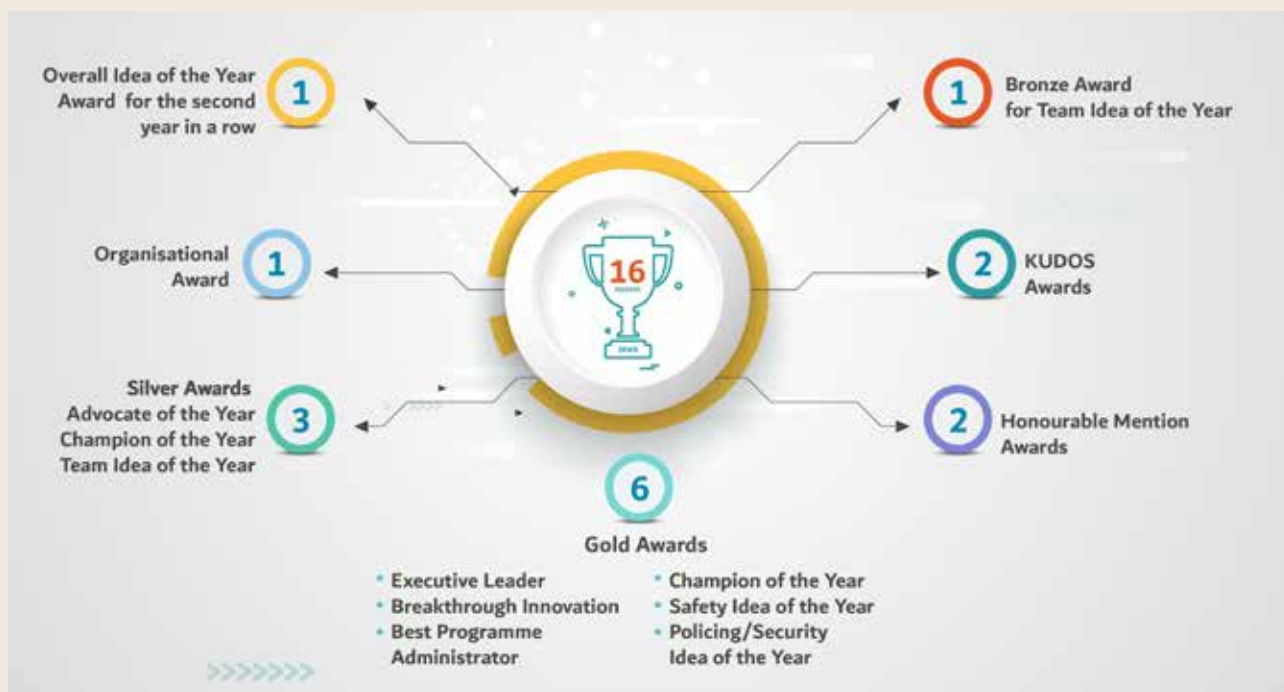 Overall Idea of the Year
Award for the second
year in a row
1
1
Bronze Award
for Team Idea of the Year
Organisational
Award
1
16
2
KUDOS
Awards
Silver Awards
Advocate of the Year
Champion of the Year
Team Idea of the Year
3
2
Honourable Mention
Awards
6
Gold Awards
• Executive Leader
• Breakthrough Innovation
• Best Programme
Administrator
• Champion of the Year
• Safety Idea of the Year
• Policing/Security
Idea of the Year